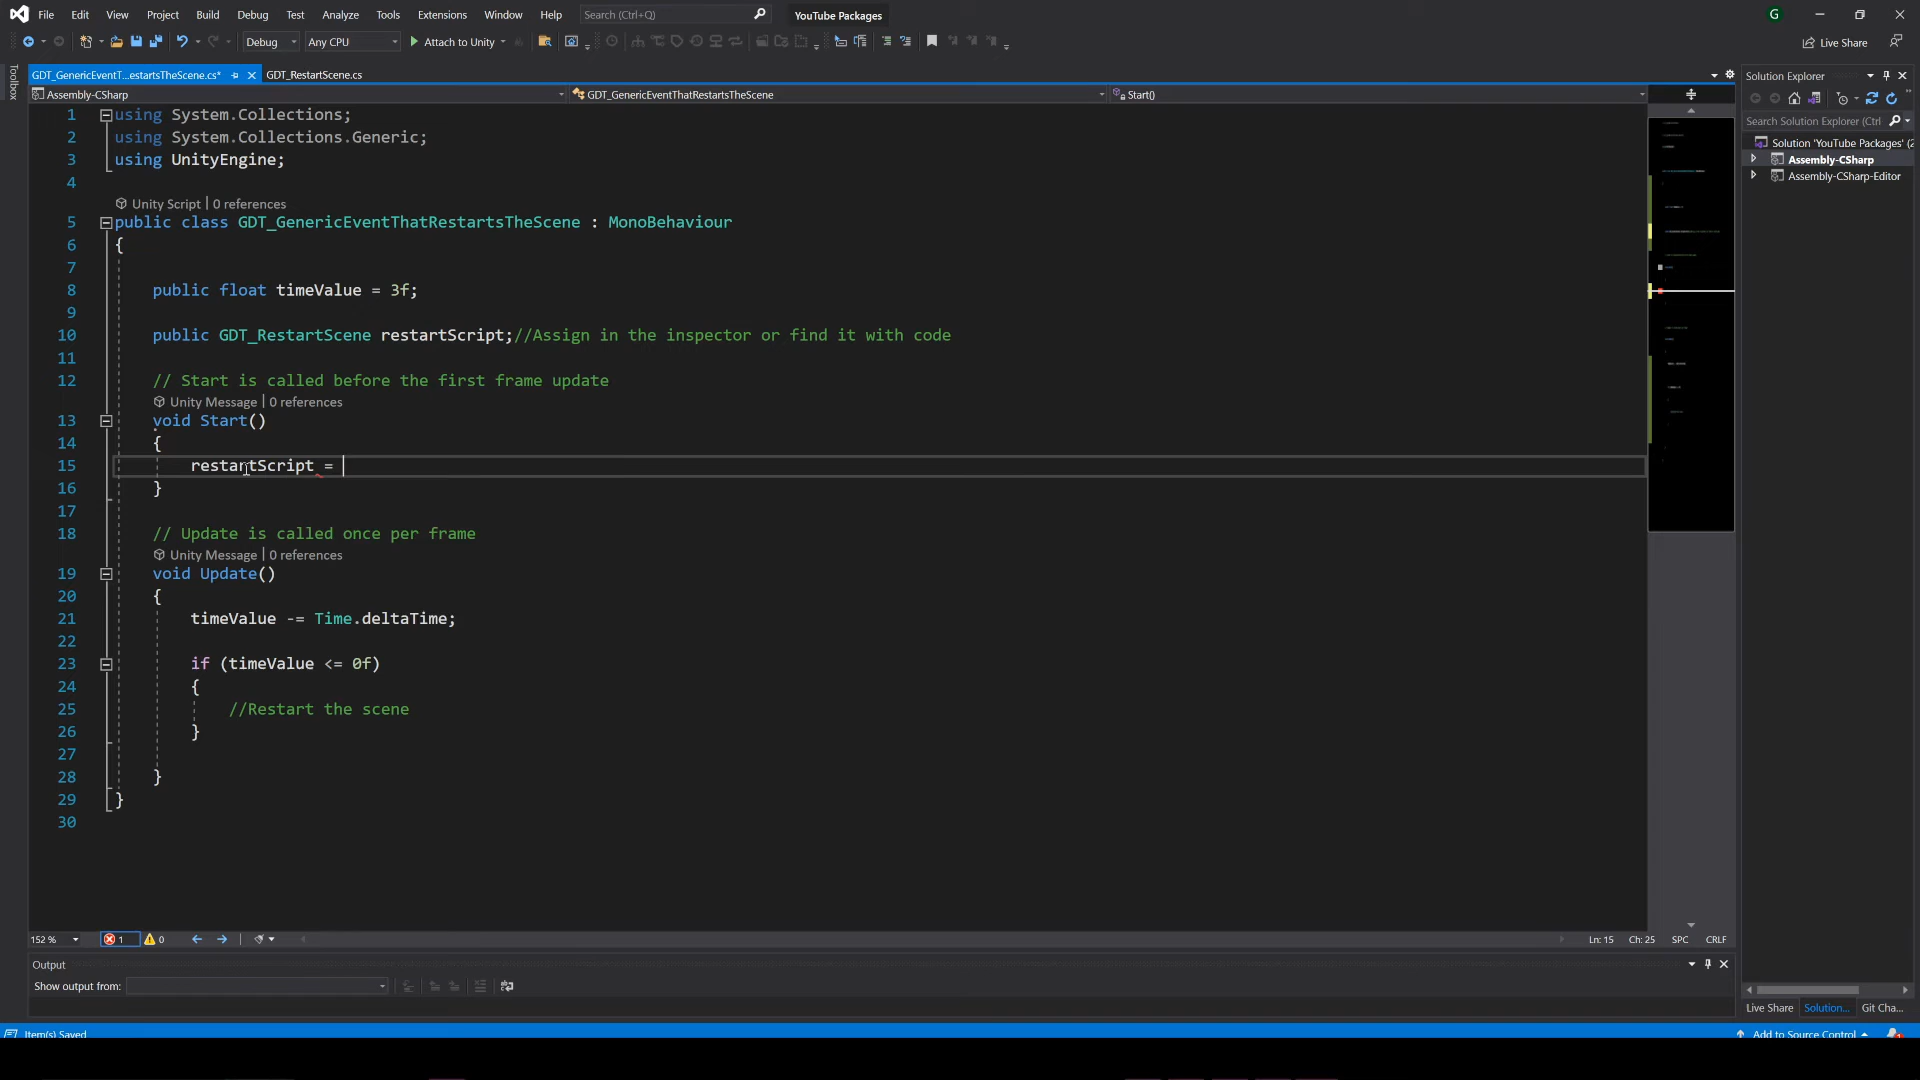 File Edit View Project Build Debug Test Analyze Tools Extensions Window Help Search (Ctrl+Q) YouTube Packages G
Debug Any CPU Attach to Unity Live Share
Toolbox
GDT_GenericEventT...estartsTheScene.cs* GDT_RestartScene.cs
Assembly-CSharp GDT_GenericEventThatRestartsTheScene Start()
1 using System.Collections;
2 using System.Collections.Generic;
3 using UnityEngine;
4
Unity Script | 0 references
5 public class GDT_GenericEventThatRestartsTheScene : MonoBehaviour
6 {
7
8 public float timeValue = 3f;
9
10 public GDT_RestartScene restartScript;//Assign in the inspector or find it with code
11
12 // Start is called before the first frame update
Unity Message | 0 references
13 void Start()
14 {
15 restartScript =
16 }
17
18 // Update is called once per frame
Unity Message | 0 references
19 void Update()
20 {
21 timeValue -= Time.deltaTime;
22
23 if (timeValue <= 0f)
24 {
25 //Restart the scene
26 }
27
28 }
29 }
30
152 % 1 0 Ln: 15 Ch: 25 SPC CRLF
Output
Show output from:
Item(s) Saved
Solution Explorer
Search Solution Explorer (Ctrl
Solution 'YouTube Packages' (2
Assembly-CSharp
Assembly-CSharp-Editor
Live Share Solution... Git Cha...
Add to Source Control